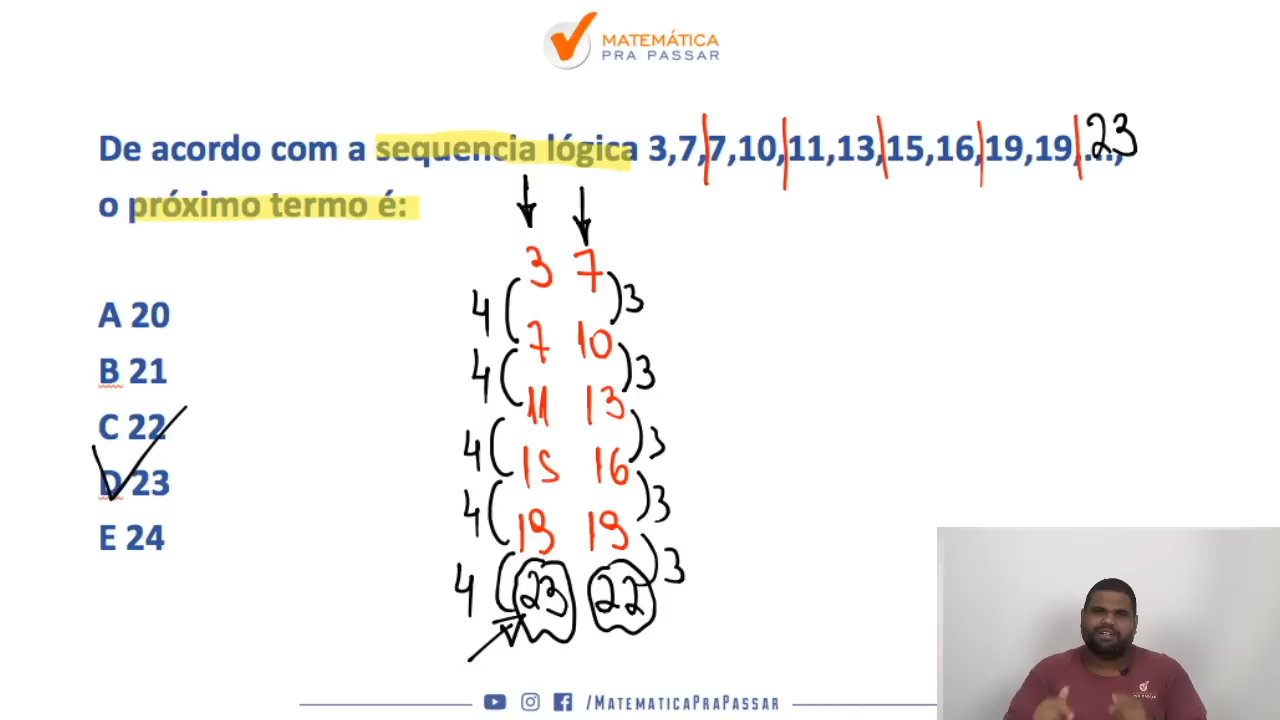 MATEMÁTICA
PRA PASSAR
De acordo com a sequencia lógica 3,7,7,10,11,13,15,16,19,19,...., 23
o próximo termo é:
A 20
B 21
C 22
D 23
E 24
3 7
4 3
7 10
4 3
11 13
4 3
15 16
4 3
19 19
4 3
23 22
/MatematicaPraPassar